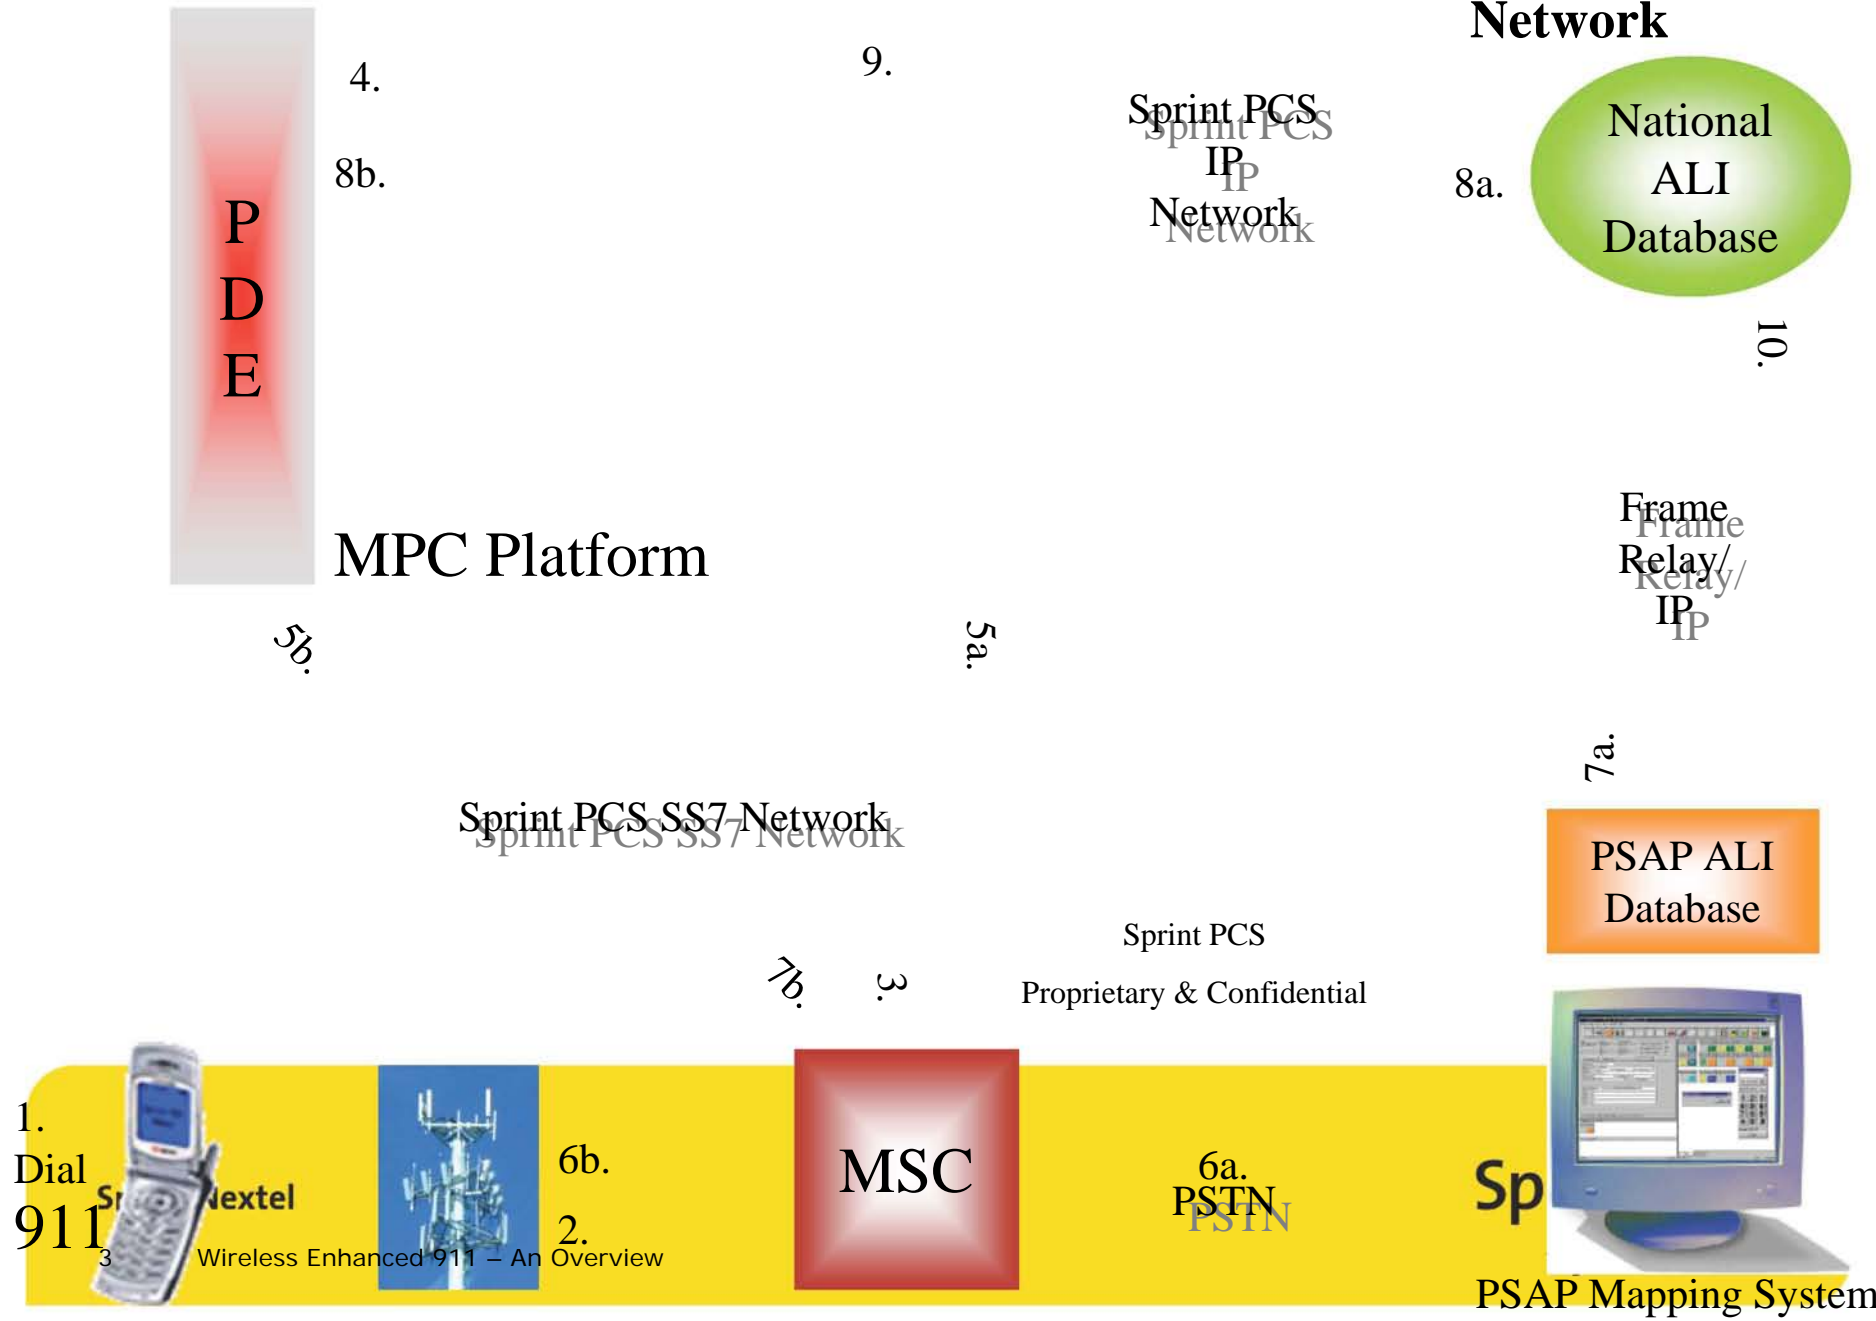 Network
4.
9.
Sprint PCS
IP
Network
8b.
8a.
National
ALI
Database
P
D
E
10.
MPC Platform
Frame
Relay/
IP
5b.
5a.
7a.
Sprint PCS SS7 Network
PSAP ALI
Database
Sprint PCS
Proprietary & Confidential
7b.
3.
1.
Dial
911
6b.
2.
MSC
6a.
PSTN
Sp
3
Wireless Enhanced 911 – An Overview
PSAP Mapping System